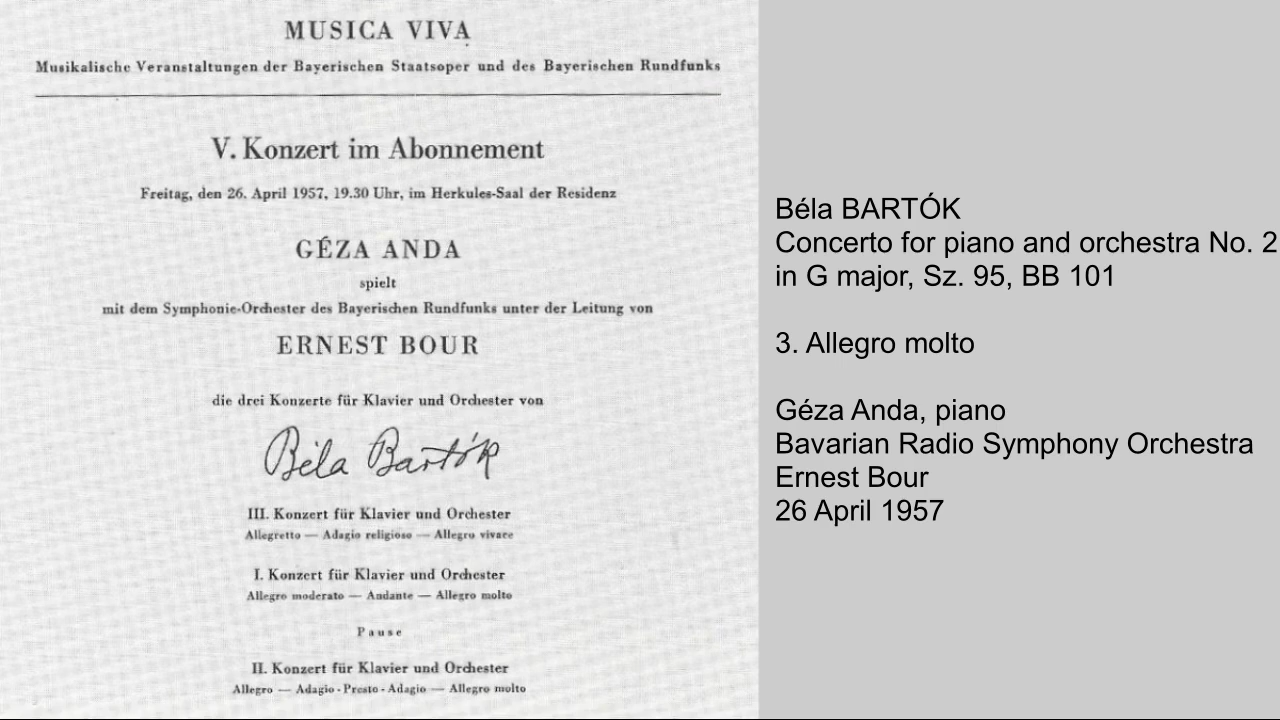 MUSICA VIVA
Musikalische Veranstaltungen der Bayerischen Staatsoper und des Bayerischen Rundfunks
V. Konzert im Abonnement
Freitag, den 26. April 1957, 19.30 Uhr, im Herkules-Saal der Residenz
GÉZA ANDA
spielt
mit dem Symphonie-Orchester des Bayerischen Rundfunks unter der Leitung von
ERNEST BOUR
die drei Konzerte für Klavier und Orchester von
Béla Bartók
III. Konzert für Klavier und Orchester
Allegretto — Adagio religioso — Allegro vivace
I. Konzert für Klavier und Orchester
Allegro moderato — Andante — Allegro molto
Pause
II. Konzert für Klavier und Orchester
Allegro — Adagio - Presto - Adagio — Allegro molto
Béla BARTÓK
Concerto for piano and orchestra No. 2
in G major, Sz. 95, BB 101
3. Allegro molto
Géza Anda, piano
Bavarian Radio Symphony Orchestra
Ernest Bour
26 April 1957